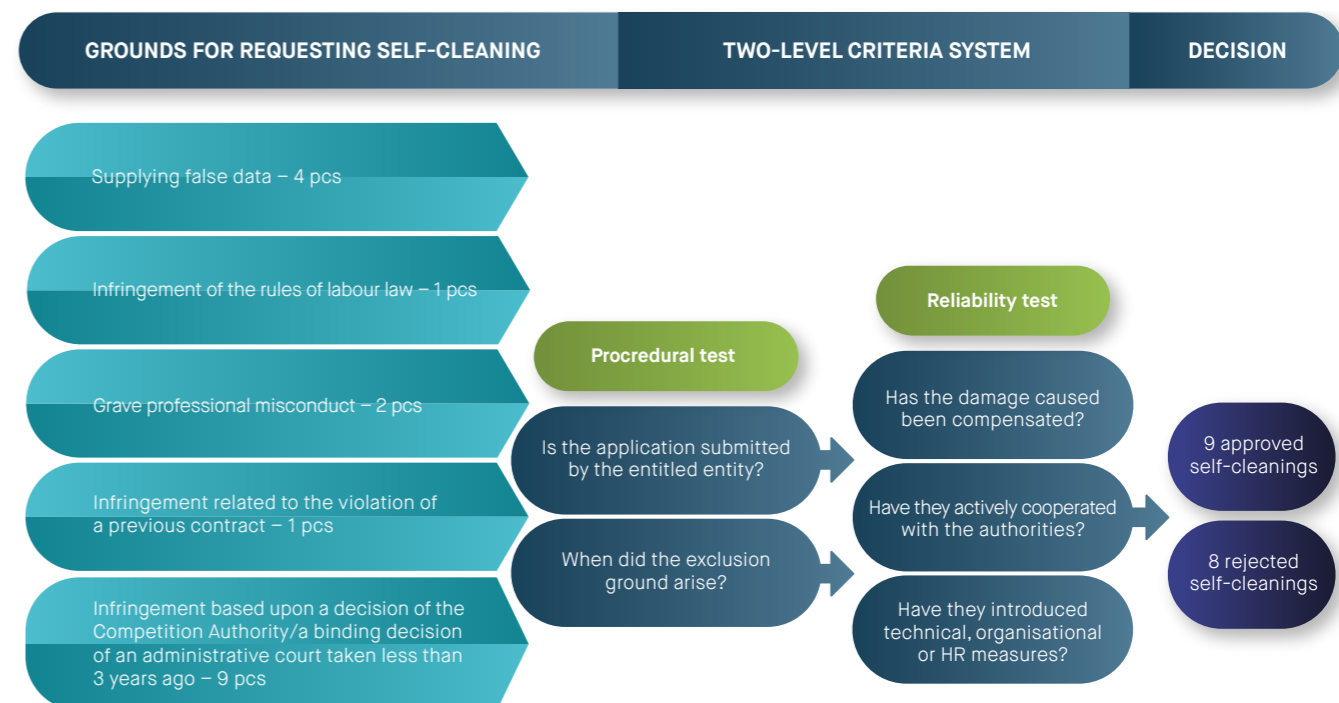 GROUNDS FOR REQUESTING SELF-CLEANING
TWO-LEVEL CRITERIA SYSTEM
DECISION
Supplying false data – 4 pcs
Infringement of the rules of labour law – 1 pcs
Grave professional misconduct – 2 pcs
Infringement related to the violation of
a previous contract – 1 pcs
Infringement based upon a decision of the
Competition Authority/a binding decision
of an administrative court taken less than
3 years ago – 9 pcs
Procredural test
Is the application submitted
by the entitled entity?
When did the exclusion
ground arise?
Reliability test
Has the damage caused
been compensated?
Have they actively cooperated
with the authorities?
Have they introduced
technical, organisational
or HR measures?
9 approved
self-cleanings
8 rejected
self-cleanings